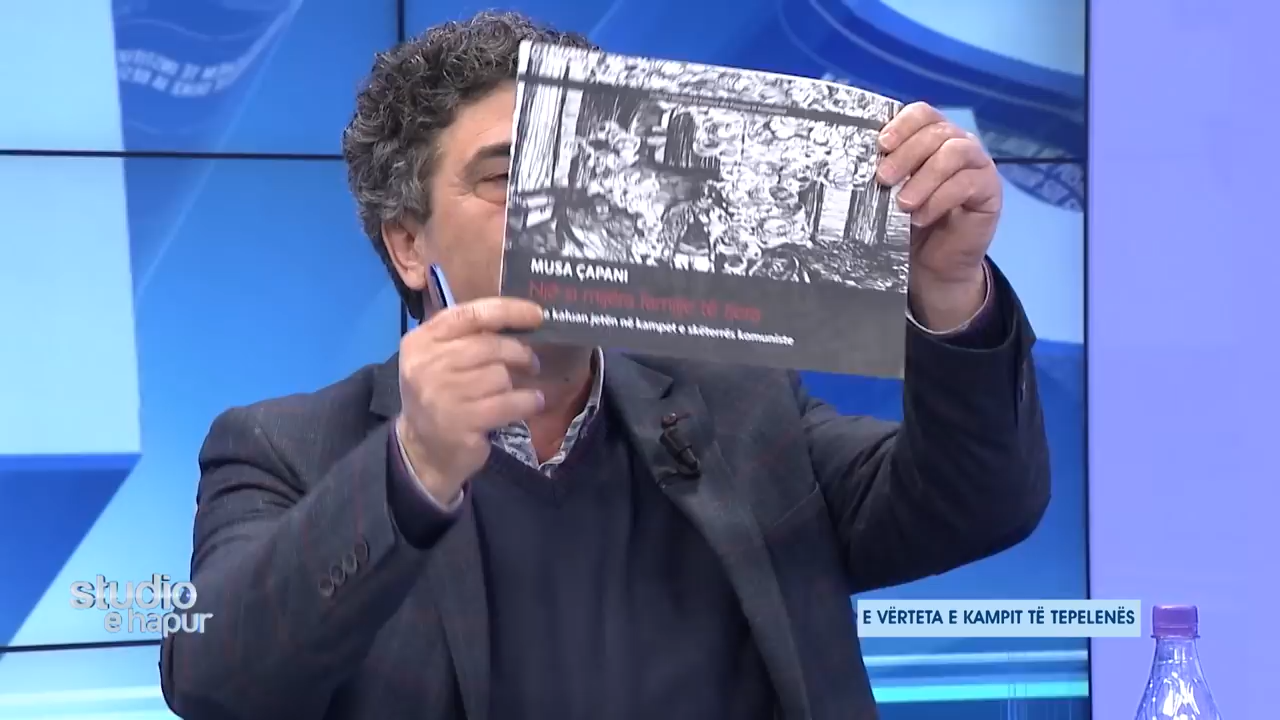 MUSA ÇAPANI
Një si mijëra familje të tjera
kaluan jetën në kampet e skëterrës komuniste
studio
e hapur
E VËRTETA E KAMPIT TË TEPELENËS